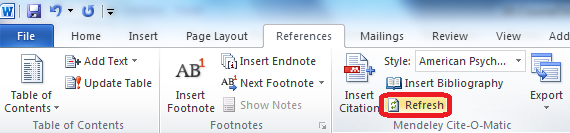 W
File Home Insert Page Layout References Mailings Review View
Table of Contents
Add Text
Update Table
Table of Contents
AB¹
Insert Footnote
Insert Endnote
AB¹ Next Footnote
Show Notes
Footnotes
Insert Citation
Style: American Psych...
Insert Bibliography
Refresh
Export
Mendeley Cite-O-Matic